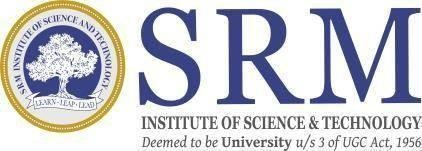 SRM INSTITUTE OF SCIENCE AND TECHNOLOGY
LEARN - LEAP - LEAD
SRM
INSTITUTE OF SCIENCE & TECHNOLOGY
Deemed to be University u/s 3 of UGC Act, 1956